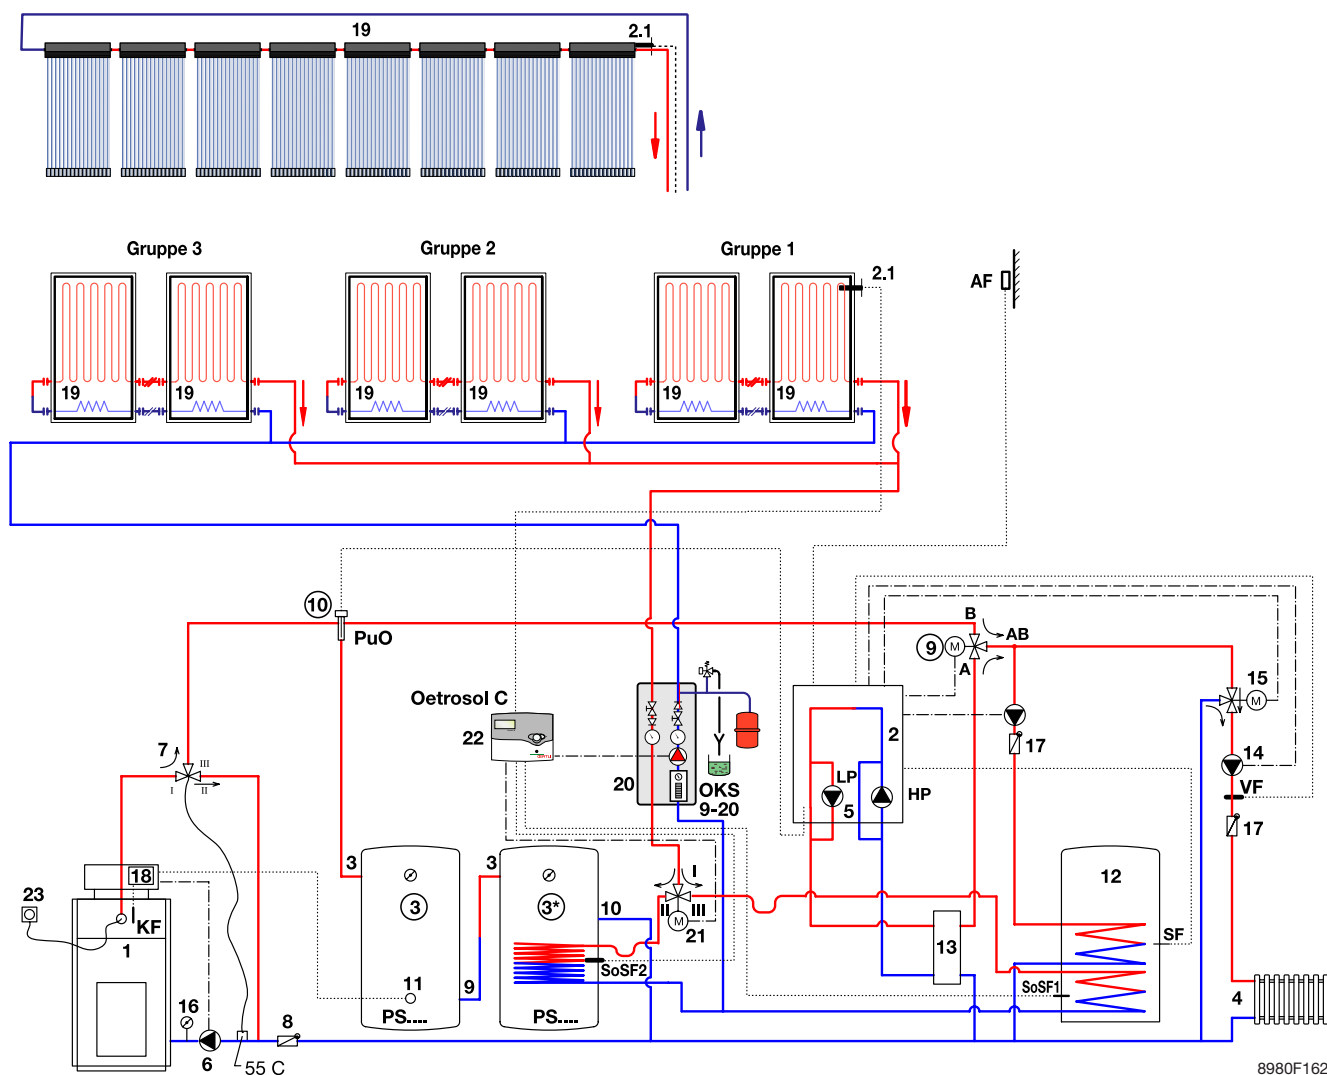 19
2.1
Gruppe 3
Gruppe 2
Gruppe 1
2.1
AF
19
19
19
19
19
19
10
PuO
B
AB
9
M
A
15
M
Oetrosol C
22
7
III
I
II
20
OKS
9-20
2
LP
5
HP
17
14
VF
17
3
3
I
12
18
23
KF
1
3
3*
10
II
III
M
21
13
SF
SoSF2
11
9
SoSF1
4
16
8
PS....
PS....
6
55 C
8980F162